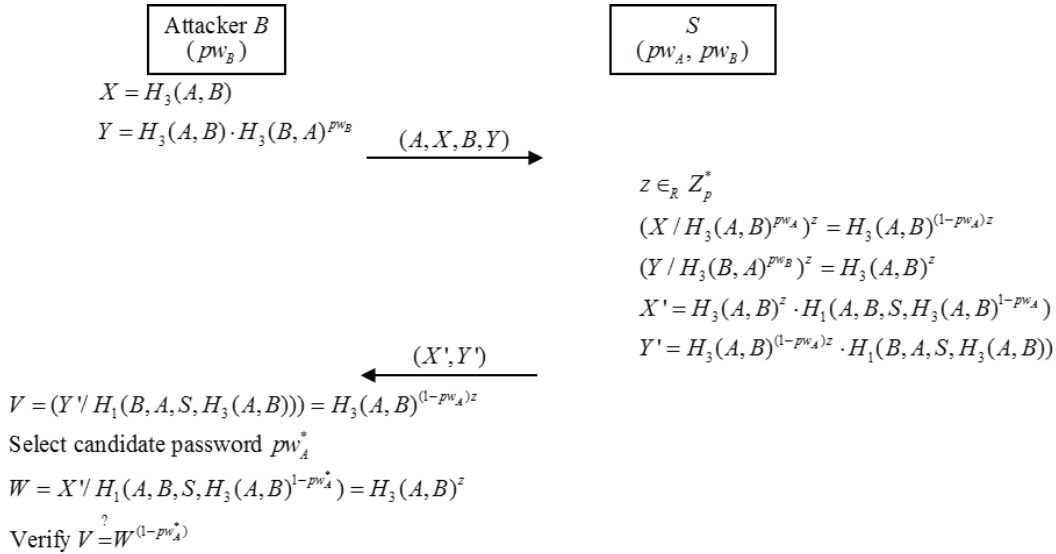 Attacker B
(pw_B)
S
(pw_A, pw_B)
X = H_3(A, B)
Y = H_3(A, B) · H_3(B, A)^{pw_B}
(A, X, B, Y)
z ∈_R Z_p^*
(X / H_3(A, B)^{pw_A})^z = H_3(A, B)^{(1-pw_A)z}
(Y / H_3(B, A)^{pw_B})^z = H_3(A, B)^z
X' = H_3(A, B)^z · H_1(A, B, S, H_3(A, B)^{1-pw_A})
Y' = H_3(A, B)^{(1-pw_A)z} · H_1(B, A, S, H_3(A, B))
(X', Y')
V = (Y'/ H_1(B, A, S, H_3(A, B))) = H_3(A, B)^{(1-pw_A)z}
Select candidate password pw_A^*
W = X'/ H_1(A, B, S, H_3(A, B)^{1-pw_A^*}) = H_3(A, B)^z
Verify V =^? W^{(1-pw_A^*)}